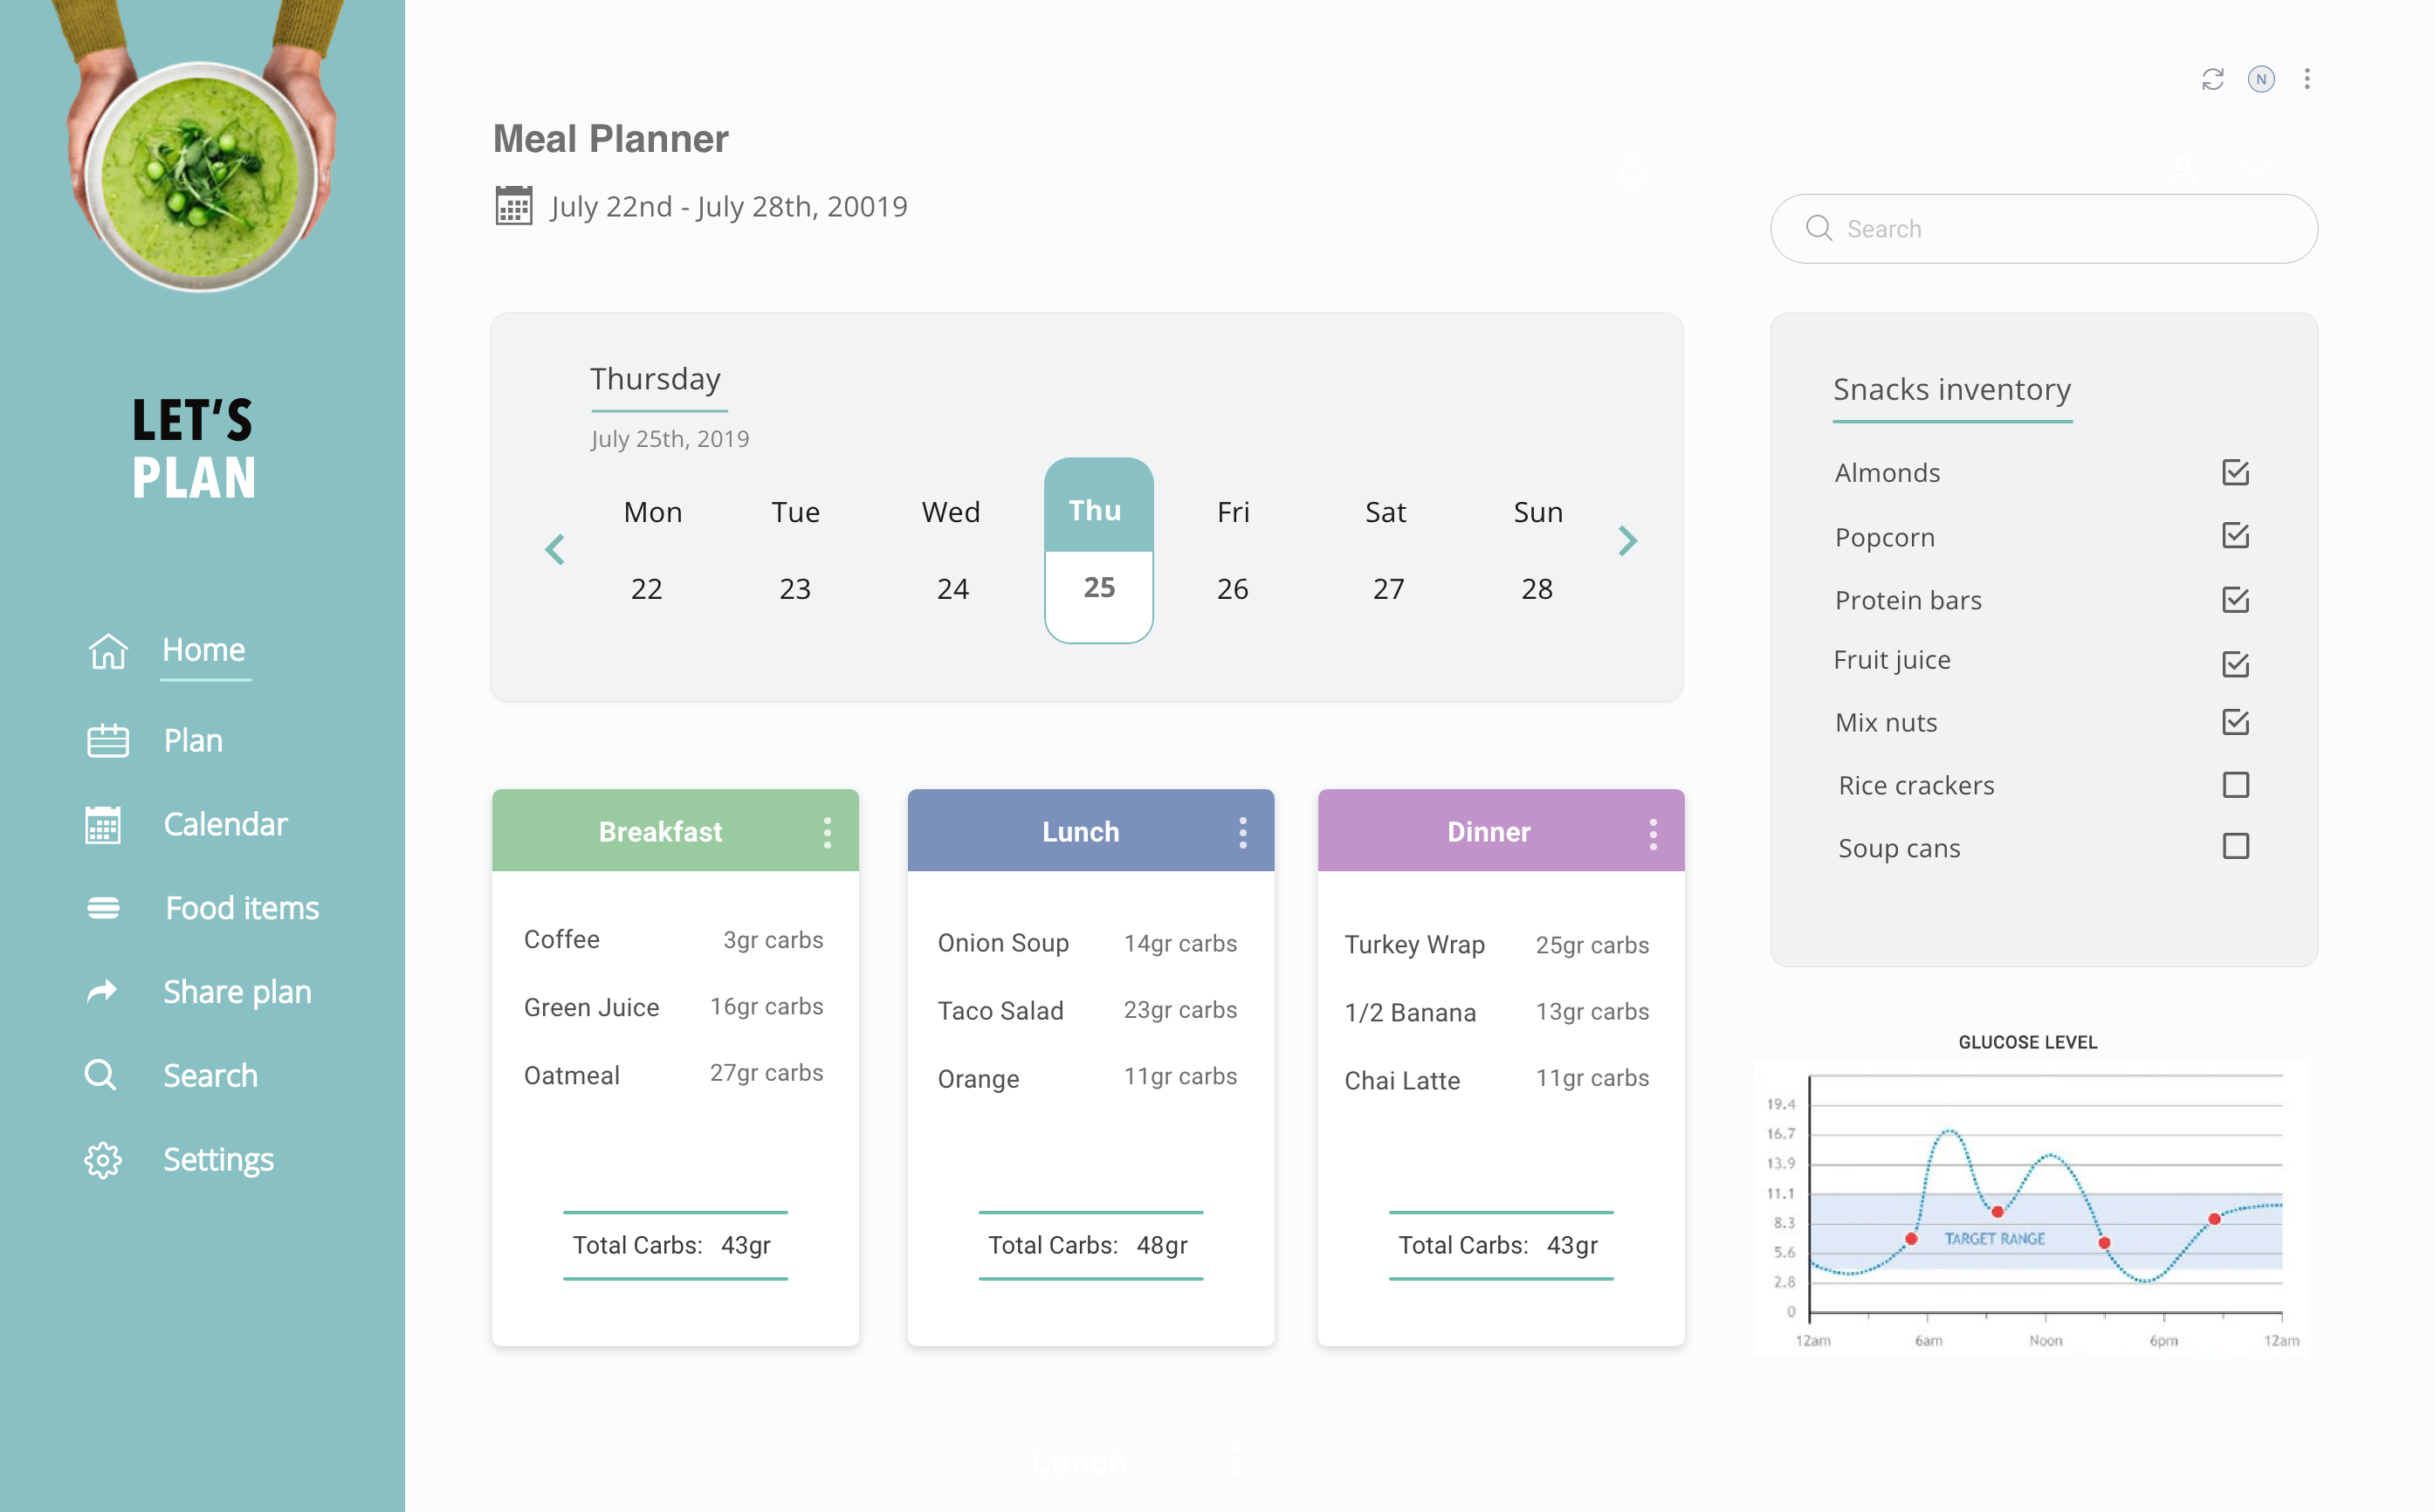 LET'S
PLAN
Home
Plan
Calendar
Food items
Share plan
Search
Settings
N
Meal Planner
July 22nd - July 28th, 20019
Search
Thursday
July 25th, 2019
Mon Tue Wed Thu Fri Sat Sun
22 23 24 25 26 27 28
Snacks inventory
Almonds
Popcorn
Protein bars
Fruit juice
Mix nuts
Rice crackers
Soup cans
Breakfast
Coffee 3gr carbs
Green Juice 16gr carbs
Oatmeal 27gr carbs
Total Carbs: 43gr
Lunch
Onion Soup 14gr carbs
Taco Salad 23gr carbs
Orange 11gr carbs
Total Carbs: 48gr
Dinner
Turkey Wrap 25gr carbs
1/2 Banana 13gr carbs
Chai Latte 11gr carbs
Total Carbs: 43gr
GLUCOSE LEVEL
19.4
16.7
13.9
11.1
8.3
TARGET RANGE
5.6
2.8
0
12am 6am Noon 6pm 12am
Lunch